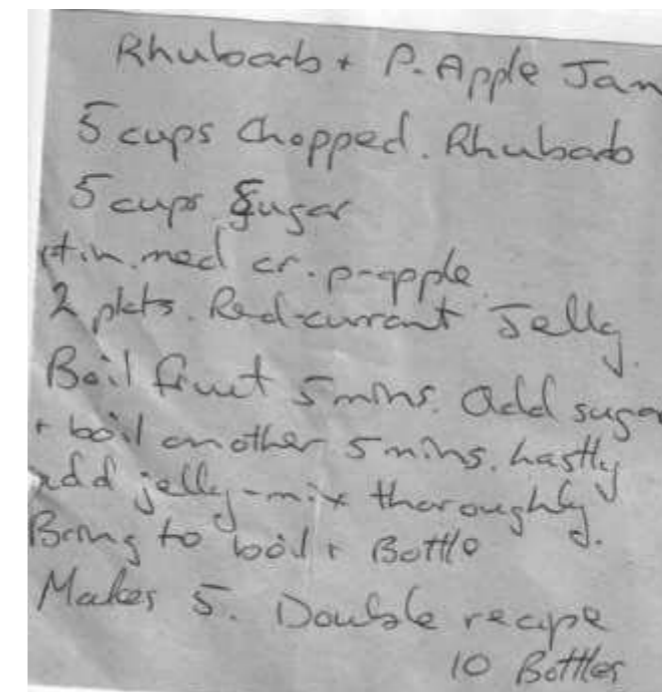 Rhubarb + P. Apple Jam
5 cups Chopped. Rhubarb
5 cups Sugar
1 tin. med cr. p-apple.
2 pkts. Red-currant Jelly.
Boil fruit 5 mins. Add sugar
+ boil another 5 mins. Lastly
add jelly - mix thoroughly.
Bring to boil + Bottle
Makes 5. Double recipe
10 Bottles